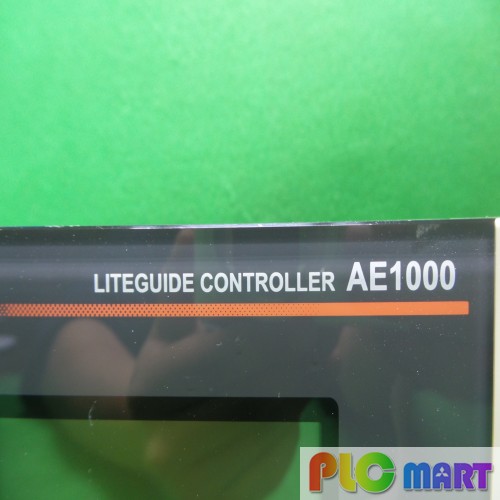 LITEGUIDE CONTROLLER AE1000
PLC MART